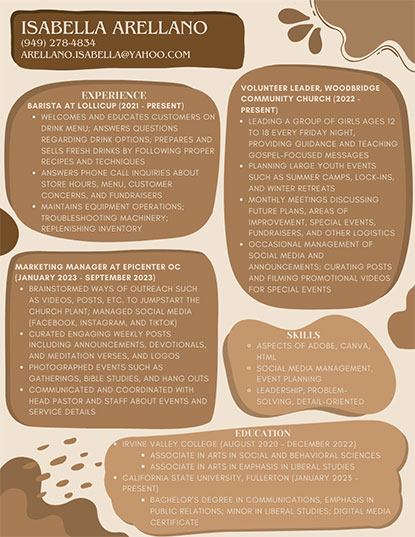 ISABELLA ARELLANO
(949) 278-4834
ARELLANO.ISABELLA@YAHOO.COM
EXPERIENCE
BARISTA AT LOLLICUP (2021 - PRESENT)
• WELCOMES AND EDUCATES CUSTOMERS ON
DRINK MENU; ANSWERS QUESTIONS
REGARDING DRINK OPTIONS; PREPARES AND
SELLS FRESH DRINKS BY FOLLOWING PROPER
RECIPES AND TECHNIQUES
• ANSWERS PHONE CALL INQUIRIES ABOUT
STORE HOURS, MENU, CUSTOMER
CONCERNS, AND FUNDRAISERS
• MAINTAINS EQUIPMENT OPERATIONS;
TROUBLESHOOTING MACHINERY;
REPLENISHING INVENTORY
MARKETING MANAGER AT EPICENTER OC
(JANUARY 2023 - SEPTEMBER 2023)
• BRAINSTORMED WAYS OF OUTREACH SUCH
AS VIDEOS, POSTS, ETC. TO JUMPSTART THE
CHURCH PLANT; MANAGED SOCIAL MEDIA
(FACEBOOK, INSTAGRAM, AND TIKTOK)
• CURATED ENGAGING WEEKLY POSTS
INCLUDING ANNOUNCEMENTS, DEVOTIONALS,
AND MEDITATION VERSES, AND LOGOS
• PHOTOGRAPHED EVENTS SUCH AS
GATHERINGS, BIBLE STUDIES, AND HANG OUTS
• COMMUNICATED AND COORDINATED WITH
HEAD PASTOR AND STAFF ABOUT EVENTS AND
SERVICE DETAILS
VOLUNTEER LEADER, WOODBRIDGE
COMMUNITY CHURCH (2022 -
PRESENT)
• LEADING A GROUP OF GIRLS AGES 12
TO 18 EVERY FRIDAY NIGHT,
PROVIDING GUIDANCE AND TEACHING
GOSPEL-FOCUSED MESSAGES
• PLANNING LARGE YOUTH EVENTS
SUCH AS SUMMER CAMPS, LOCK-INS,
AND WINTER RETREATS
• MONTHLY MEETINGS DISCUSSING
FUTURE PLANS, AREAS OF
IMPROVEMENT, SPECIAL EVENTS,
FUNDRAISERS, AND OTHER LOGISTICS
• OCCASIONAL MANAGEMENT OF
SOCIAL MEDIA AND
ANNOUNCEMENTS; CURATING POSTS
AND FILMING PROMOTIONAL VIDEOS
FOR SPECIAL EVENTS
SKILLS
• ASPECTS OF ADOBE, CANVA,
HTML
• SOCIAL MEDIA MANAGEMENT,
EVENT PLANNING
• LEADERSHIP, PROBLEM-
SOLVING, DETAIL-ORIENTED
EDUCATION
• IRVINE VALLEY COLLEGE (AUGUST 2020 - DECEMBER 2022)
• ASSOCIATE IN ARTS IN SOCIAL AND BEHAVIORAL SCIENCES
• ASSOCIATE IN ARTS IN EMPHASIS IN LIBERAL STUDIES
• CALIFORNIA STATE UNIVERSITY, FULLERTON (JANUARY 2023 -
PRESENT)
• BACHELOR'S DEGREE IN COMMUNICATIONS, EMPHASIS IN
PUBLIC RELATIONS; MINOR IN LIBERAL STUDIES; DIGITAL MEDIA
CERTIFICATE